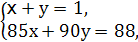 x + y = 1,
85x + 90y = 88,